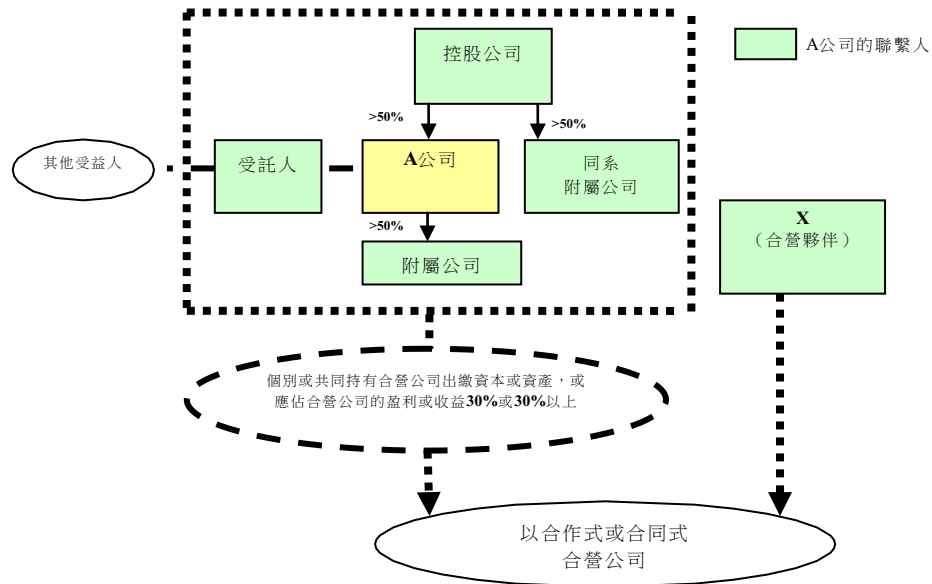 控股公司
A公司的聯繫人
>50%
>50%
其他受益人
受託人
A公司
同系
附屬公司
>50%
附屬公司
X
（合營夥伴）
個別或共同持有合營公司出繳資本或資產，或
應佔合營公司的盈利或收益30%或30%以上
以合作式或合同式
合營公司